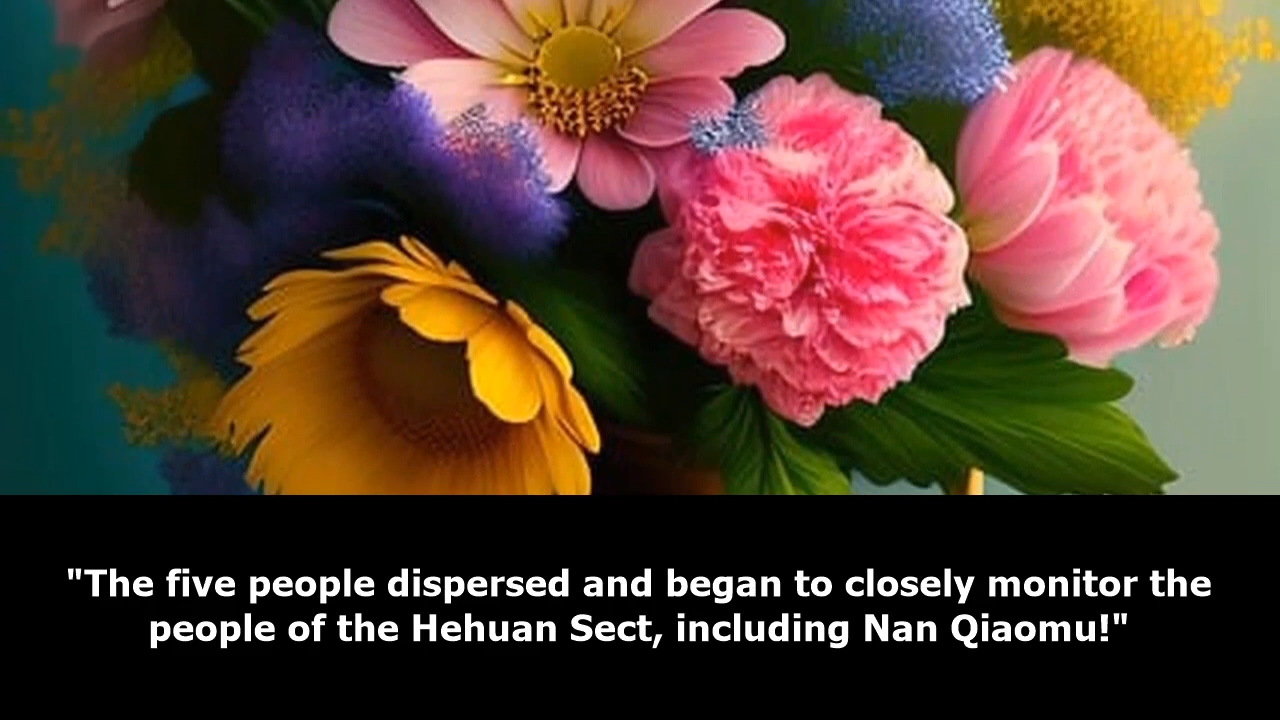 "The five people dispersed and began to closely monitor the
people of the Hehuan Sect, including Nan Qiaomu!"